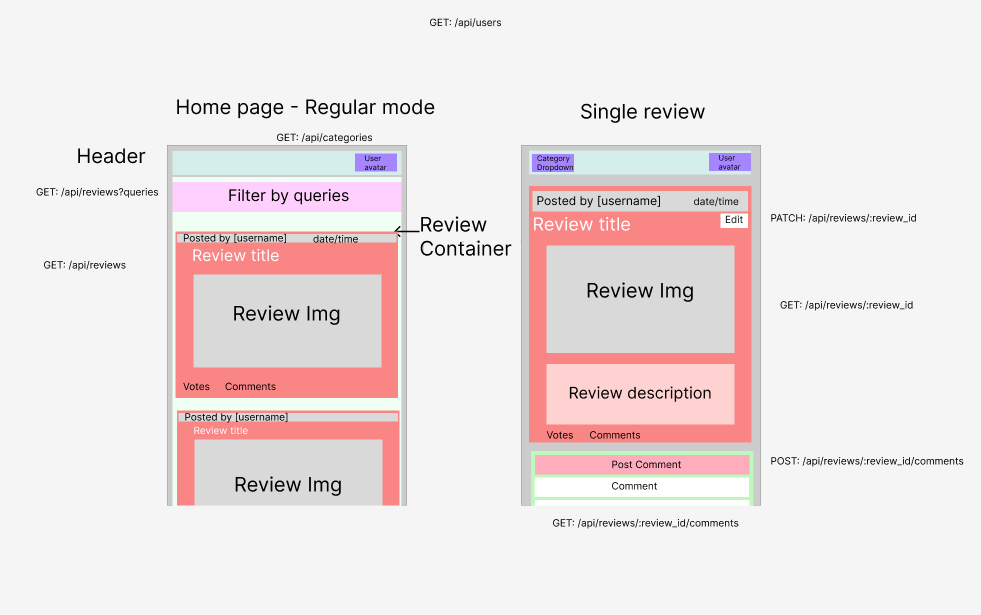 GET: /api/users
Home page - Regular mode
GET: /api/categories
Header
User
avatar
GET: /api/reviews?queries
Filter by queries
Review
Container
Posted by [username]
date/time
Review title
GET: /api/reviews
Review Img
Votes
Comments
Posted by [username]
Review title
Review Img
Single review
Category
Dropdown
User
avatar
Posted by [username]
date/time
Review title
Edit
PATCH: /api/reviews/:review_id
Review Img
GET: /api/reviews/:review_id
Review description
Votes
Comments
Post Comment
POST: /api/reviews/:review_id/comments
Comment
GET: /api/reviews/:review_id/comments